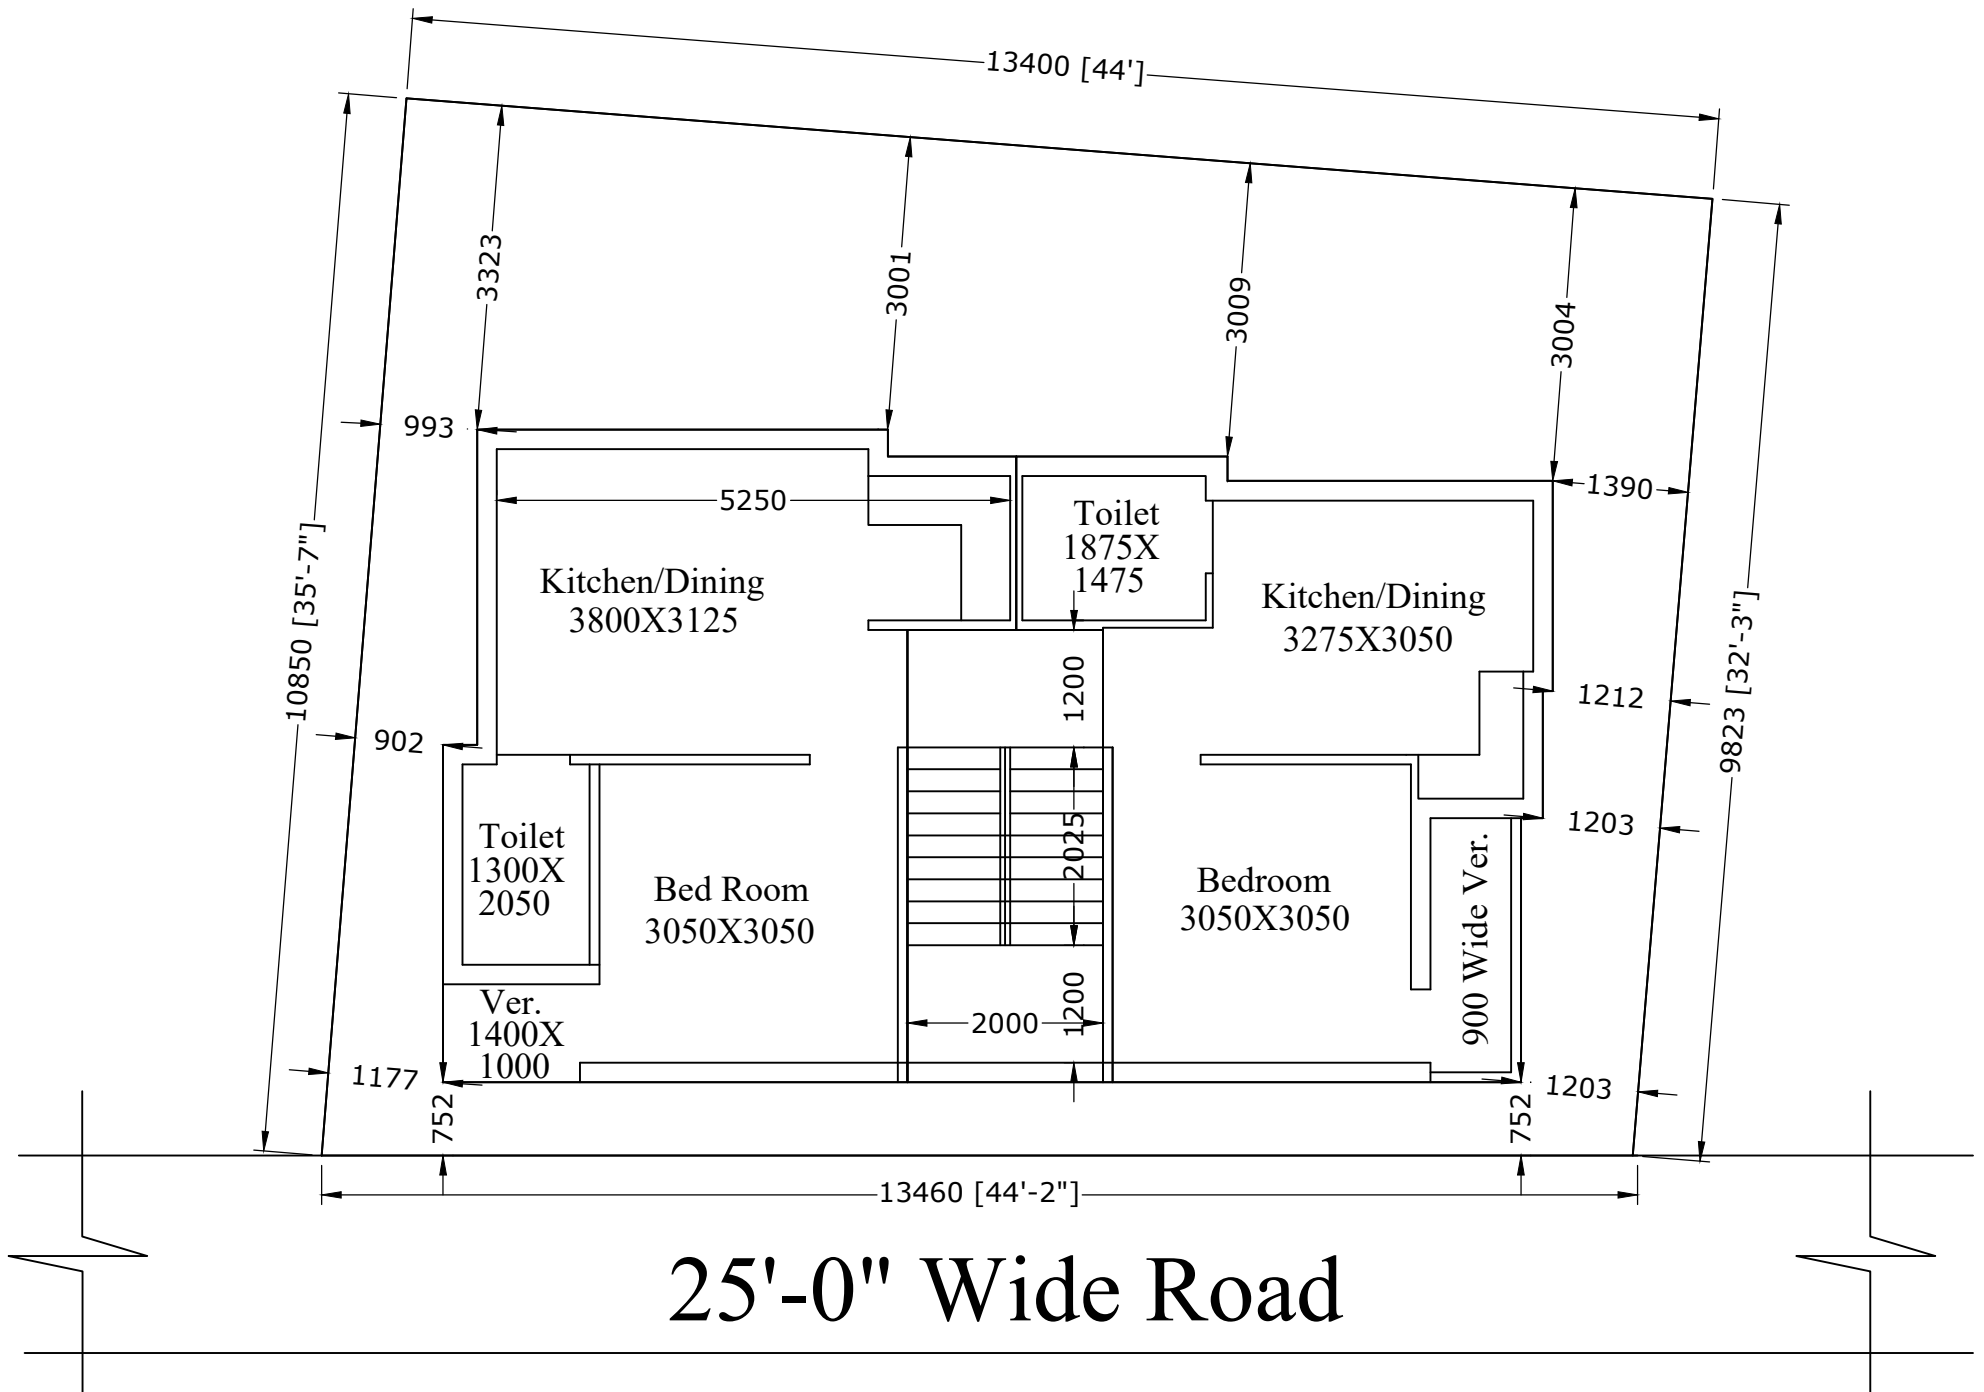 13400 [44']
3323
3001
3009
3004
10850 [35'-7"]
9823 [32'-3"]
993
1390
5250
Toilet
1875X
1475
Kitchen/Dining
3800X3125
Kitchen/Dining
3275X3050
1200
1212
902
1203
2025
Toilet
1300X
2050
Bed Room
3050X3050
Bedroom
3050X3050
900 Wide Ver.
Ver.
1400X
1000
2000
1200
1177
1203
752
752
13460 [44'-2"]
25'-0" Wide Road